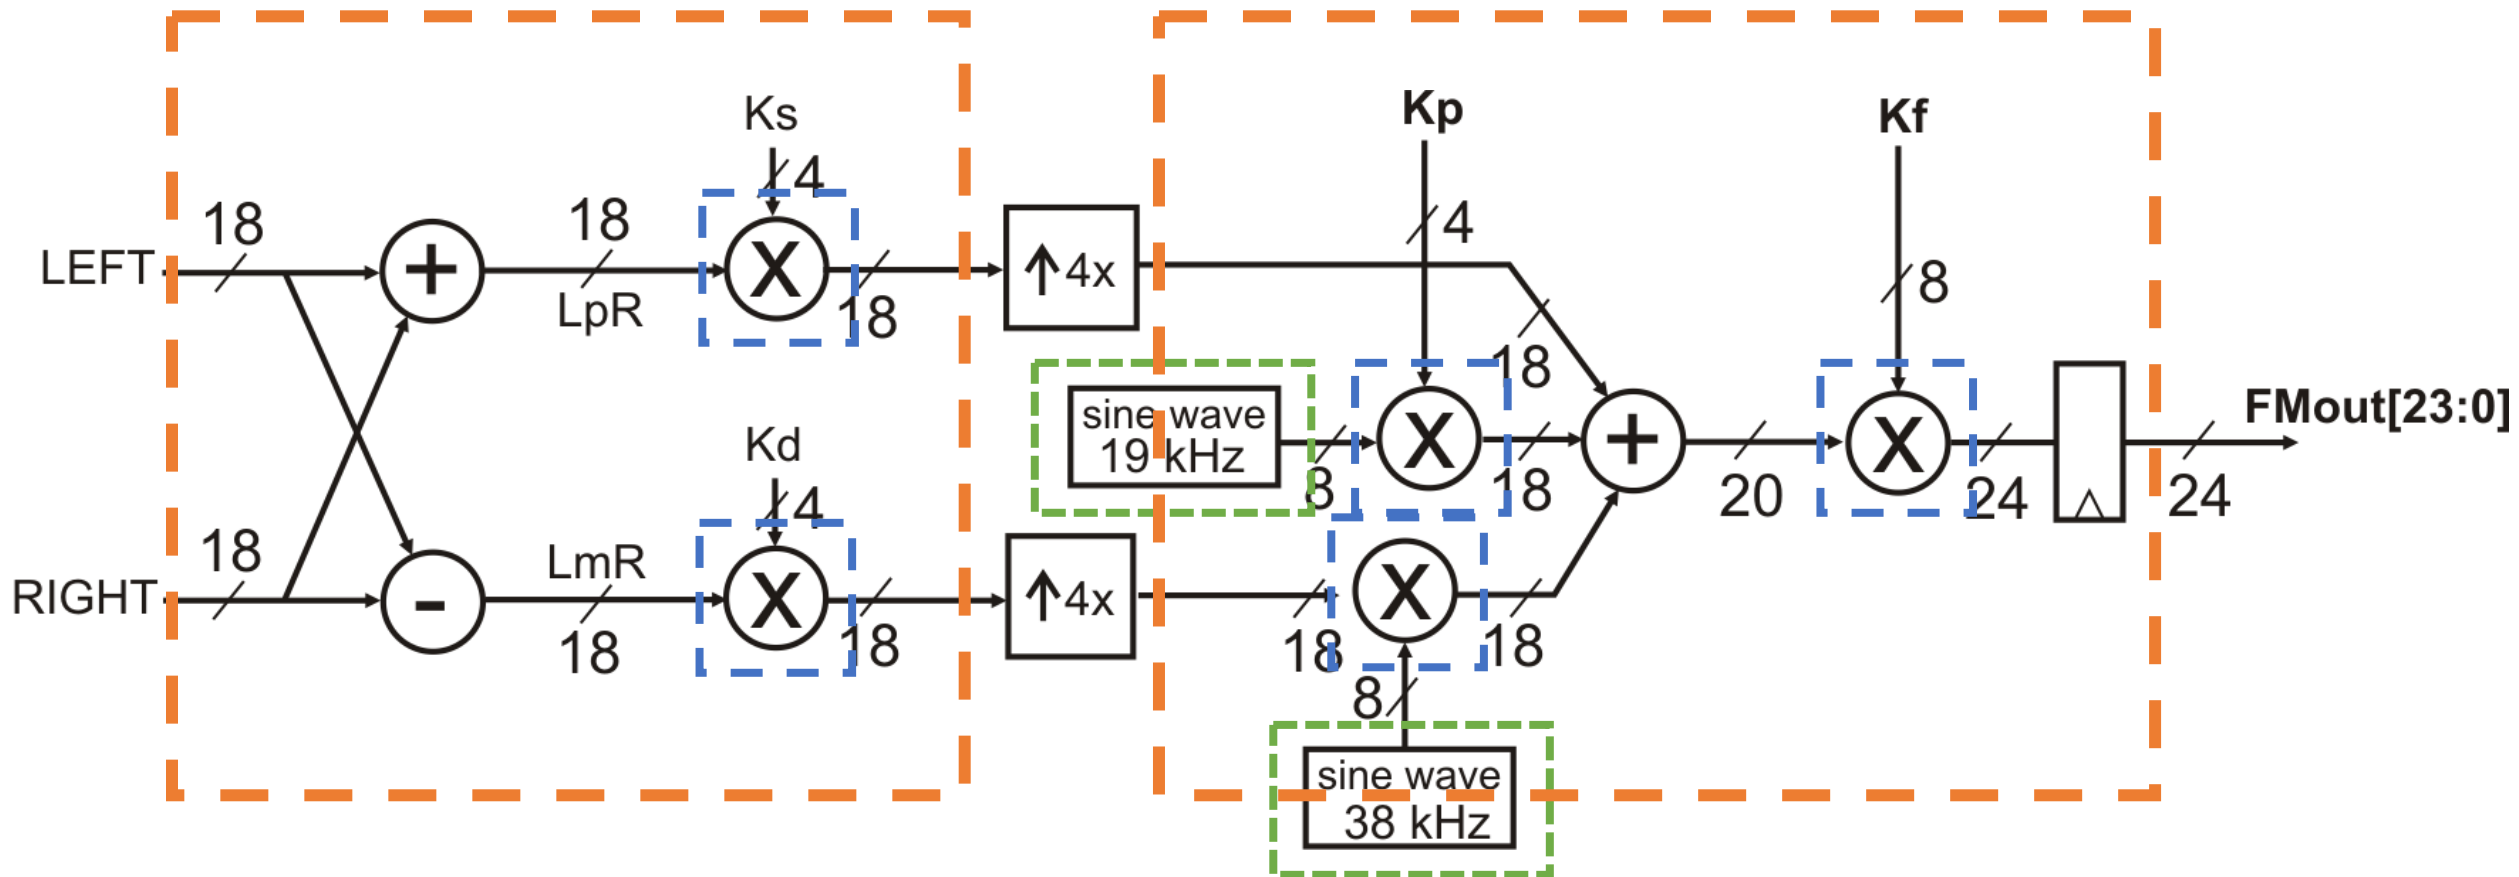 Ks
4
18
LEFT
+
18
LpR
X
18
4x
Kp
4
Kf
8
18
sine wave
19 kHz
8
X
18
+
20
X
24
FMout[23:0]
24
Kd
4
18
RIGHT
-
LmR
18
X
18
4x
18
X
18
8
sine wave
38 kHz